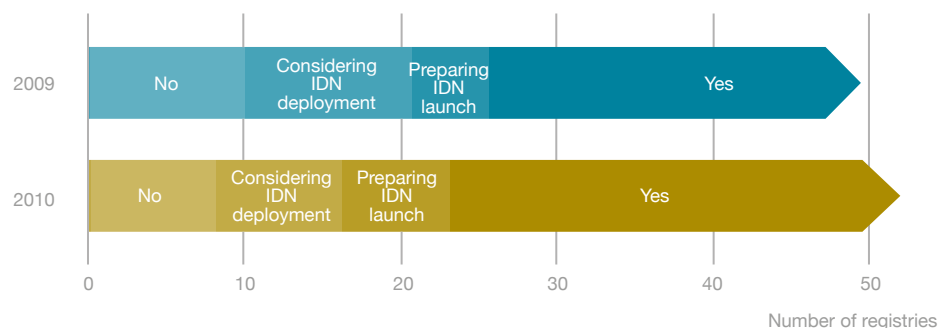 2009
No
Considering
IDN
deployment
Preparing
IDN
launch
Yes
2010
No
Considering
IDN
deployment
Preparing
IDN
launch
Yes
0 10 20 30 40 50
Number of registries